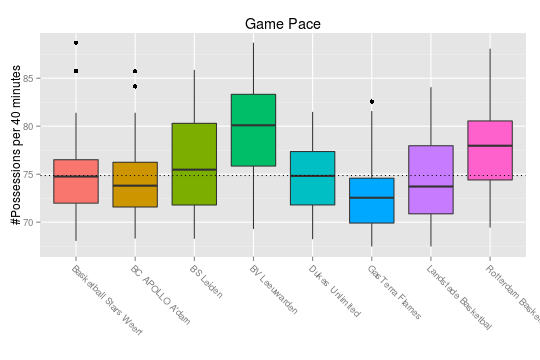 Game Pace
#Possessions per 40 minutes
85
80
75
70
Basketball Stars Weert
BC APOLLO A'dam
BS Leiden
BV Leeuwarden
Dukes Unlimited
GasTerra Flames
Landstede Basketbal
Rotterdam